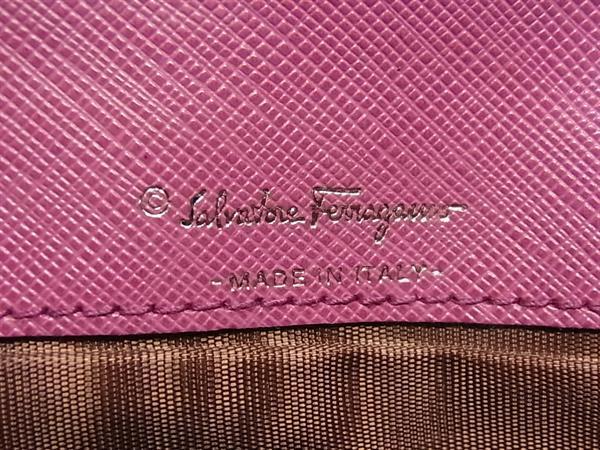 © Salvatore Ferragamo
-MADE IN ITALY-